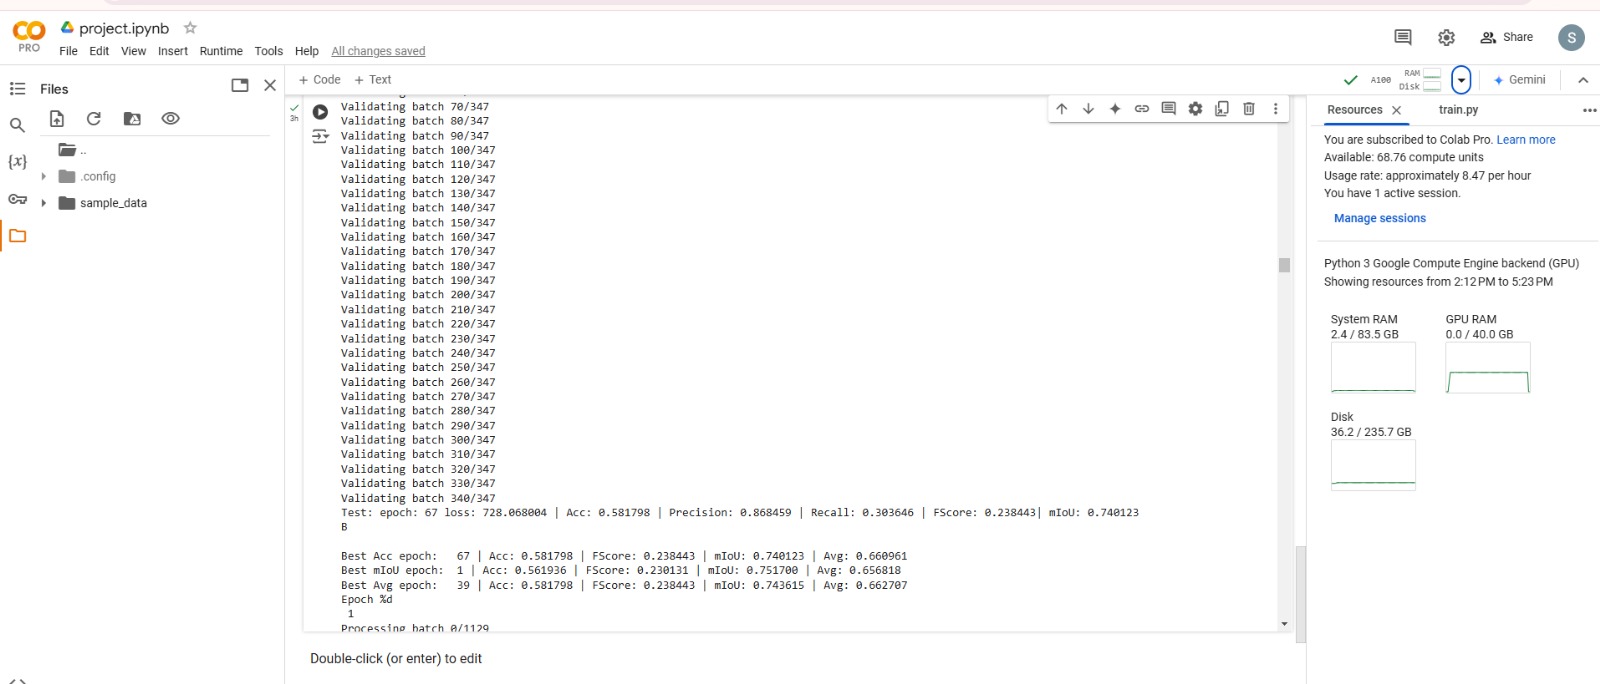 CO
PRO
project.ipynb
File Edit View Insert Runtime Tools Help All changes saved
Share
S
Files
..
.config
sample_data
{x}
+ Code + Text
A100
RAM
Disk
Gemini
3h
Validating batch 70/347
Validating batch 80/347
Validating batch 90/347
Validating batch 100/347
Validating batch 110/347
Validating batch 120/347
Validating batch 130/347
Validating batch 140/347
Validating batch 150/347
Validating batch 160/347
Validating batch 170/347
Validating batch 180/347
Validating batch 190/347
Validating batch 200/347
Validating batch 210/347
Validating batch 220/347
Validating batch 230/347
Validating batch 240/347
Validating batch 250/347
Validating batch 260/347
Validating batch 270/347
Validating batch 280/347
Validating batch 290/347
Validating batch 300/347
Validating batch 310/347
Validating batch 320/347
Validating batch 330/347
Validating batch 340/347
Test: epoch: 67 loss: 728.068004 | Acc: 0.581798 | Precision: 0.868459 | Recall: 0.303646 | FScore: 0.238443| mIoU: 0.740123
B
Best Acc epoch: 67 | Acc: 0.581798 | FScore: 0.238443 | mIoU: 0.740123 | Avg: 0.660961
Best mIoU epoch: 1 | Acc: 0.561936 | FScore: 0.230131 | mIoU: 0.751700 | Avg: 0.656818
Best Avg epoch: 39 | Acc: 0.581798 | FScore: 0.238443 | mIoU: 0.743615 | Avg: 0.662707
Epoch %d
1
Processing batch 0/1129
Double-click (or enter) to edit
Resources train.py
You are subscribed to Colab Pro. Learn more
Available: 68.76 compute units
Usage rate: approximately 8.47 per hour
You have 1 active session.
Manage sessions
Python 3 Google Compute Engine backend (GPU)
Showing resources from 2:12 PM to 5:23 PM
System RAM
2.4 / 83.5 GB
GPU RAM
0.0 / 40.0 GB
Disk
36.2 / 235.7 GB